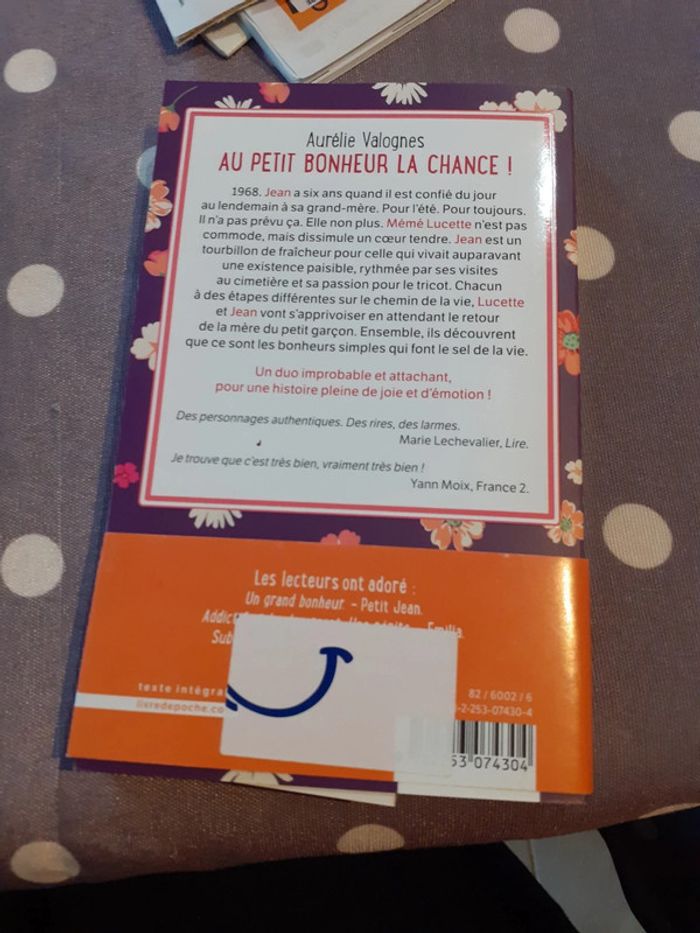 Aurélie Valognes
AU PETIT BONHEUR LA CHANCE !
1968. Jean a six ans quand il est confié du jour
au lendemain à sa grand-mère. Pour l'été. Pour toujours.
Il n'a pas prévu ça. Elle non plus. Mémé Lucette n'est pas
commode, mais dissimule un cœur tendre. Jean est un
tourbillon de fraîcheur pour celle qui vivait auparavant
une existence paisible, rythmée par ses visites
au cimetière et sa passion pour le tricot. Chacun
à des étapes différentes sur le chemin de la vie, Lucette
et Jean vont s'apprivoiser en attendant le retour
de la mère du petit garçon. Ensemble, ils découvrent
que ce sont les bonheurs simples qui font le sel de la vie.
Un duo improbable et attachant,
pour une histoire pleine de joie et d'émotion !
Des personnages authentiques. Des rires, des larmes.
Marie Lechevalier, Lire.
Je trouve que c'est très bien, vraiment très bien !
Yann Moix, France 2.
Les lecteurs ont adoré :
Un grand bonheur. – Petit Jean.
texte intégra
82 / 6002 / 6
livredepoche.co
-2-253-07430-4
53 074304